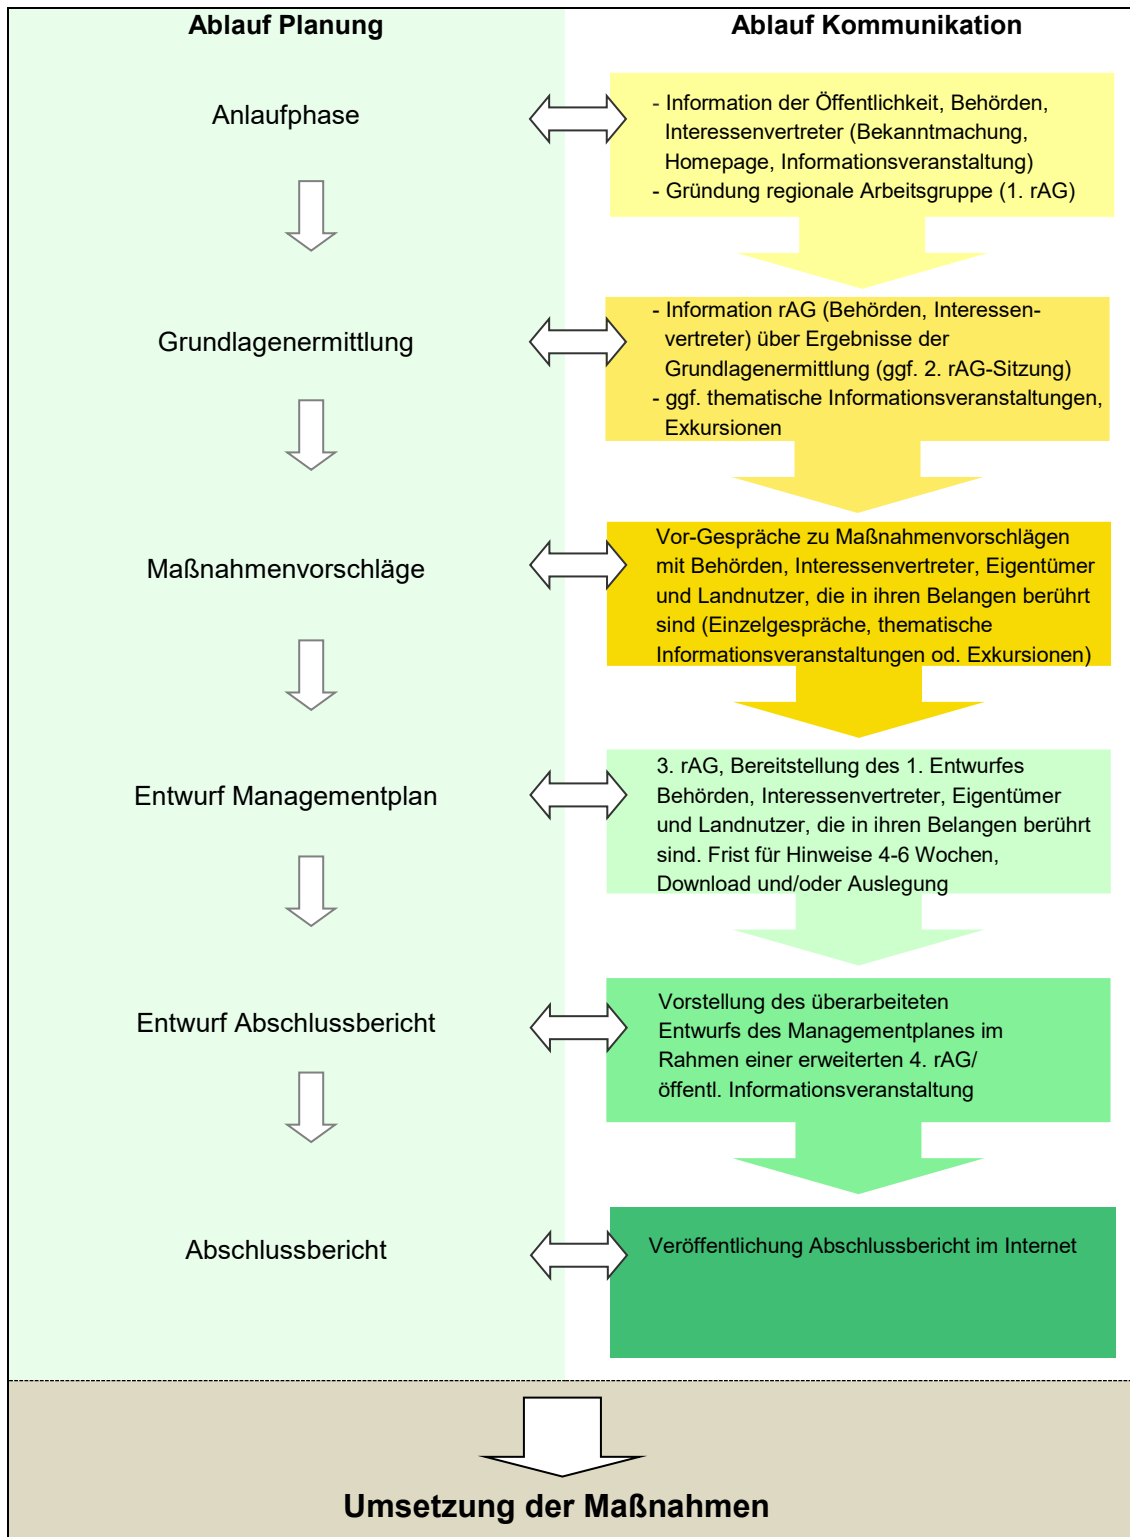 Ablauf Planung
Ablauf Kommunikation
Anlaufphase
- Information der Öffentlichkeit, Behörden,
Interessenvertreter (Bekanntmachung,
Homepage, Informationsveranstaltung)
- Gründung regionale Arbeitsgruppe (1. rAG)
Grundlagenermittlung
- Information rAG (Behörden, Interessen-
vertreter) über Ergebnisse der
Grundlagenermittlung (ggf. 2. rAG-Sitzung)
- ggf. thematische Informationsveranstaltungen,
Exkursionen
Maßnahmenvorschläge
Vor-Gespräche zu Maßnahmenvorschlägen
mit Behörden, Interessenvertreter, Eigentümer
und Landnutzer, die in ihren Belangen berührt
sind (Einzelgespräche, thematische
Informationsveranstaltungen od. Exkursionen)
Entwurf Managementplan
3. rAG, Bereitstellung des 1. Entwurfes
Behörden, Interessenvertreter, Eigentümer
und Landnutzer, die in ihren Belangen berührt
sind. Frist für Hinweise 4-6 Wochen,
Download und/oder Auslegung
Entwurf Abschlussbericht
Vorstellung des überarbeiteten
Entwurfs des Managementplanes im
Rahmen einer erweiterten 4. rAG/
öffentl. Informationsveranstaltung
Abschlussbericht
Veröffentlichung Abschlussbericht im Internet
Umsetzung der Maßnahmen